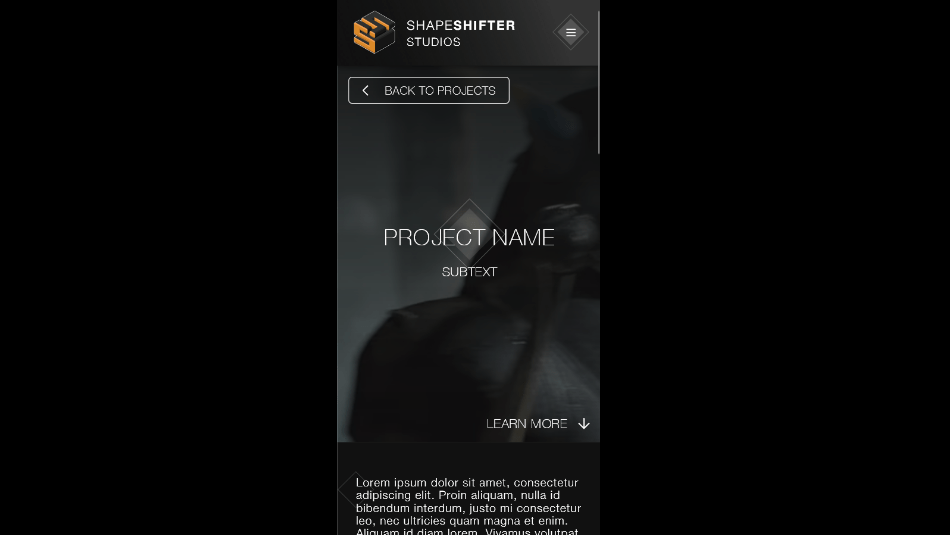 SHAPESHIFTER
STUDIOS
BACK TO PROJECTS
PROJECT NAME
SUBTEXT
LEARN MORE
Lorem ipsum dolor sit amet, consectetur
adipiscing elit. Proin aliquam, nulla id
bibendum interdum, justo mi consectetur
leo, nec ultricies quam magna et enim.
Aliquam id diam lorem. Vivamus volutpat